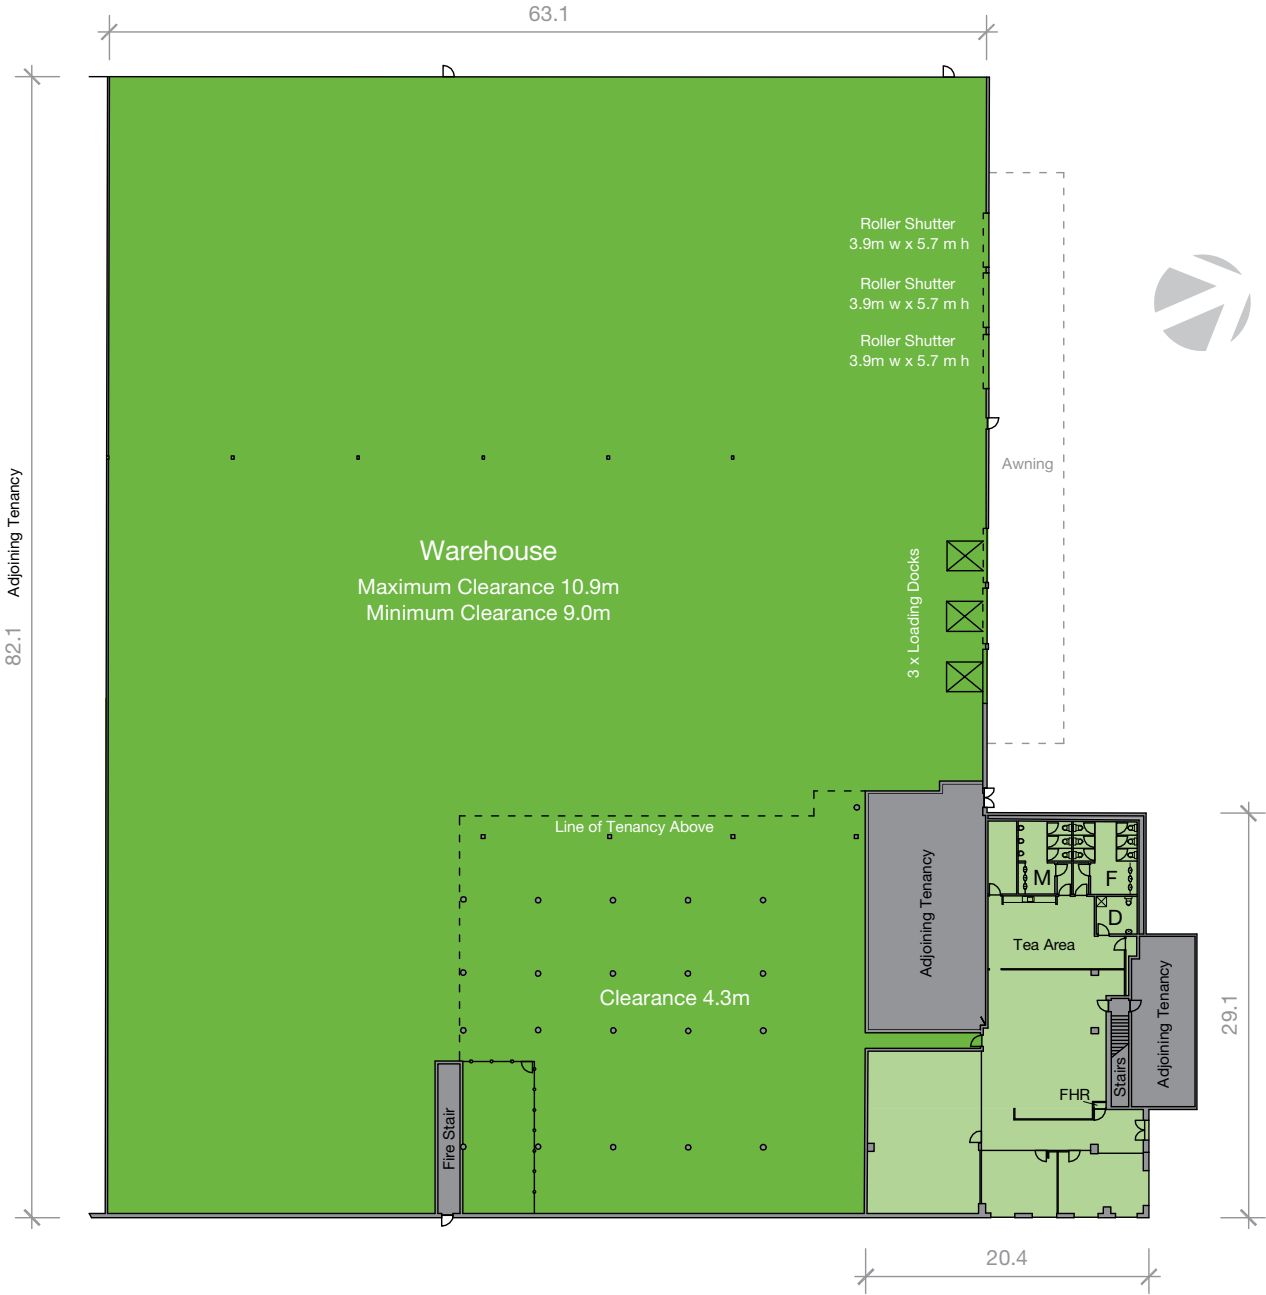 63.1
Roller Shutter
3.9m w x 5.7 m h
Roller Shutter
3.9m w x 5.7 m h
Roller Shutter
3.9m w x 5.7 m h
Awning
Adjoining Tenancy
82.1
Warehouse
Maximum Clearance 10.9m
Minimum Clearance 9.0m
3 x Loading Docks
Line of Tenancy Above
Adjoining Tenancy
M
F
D
Tea Area
Clearance 4.3m
29.1
Adjoining Tenancy
Stairs
FHR
Fire Stair
20.4